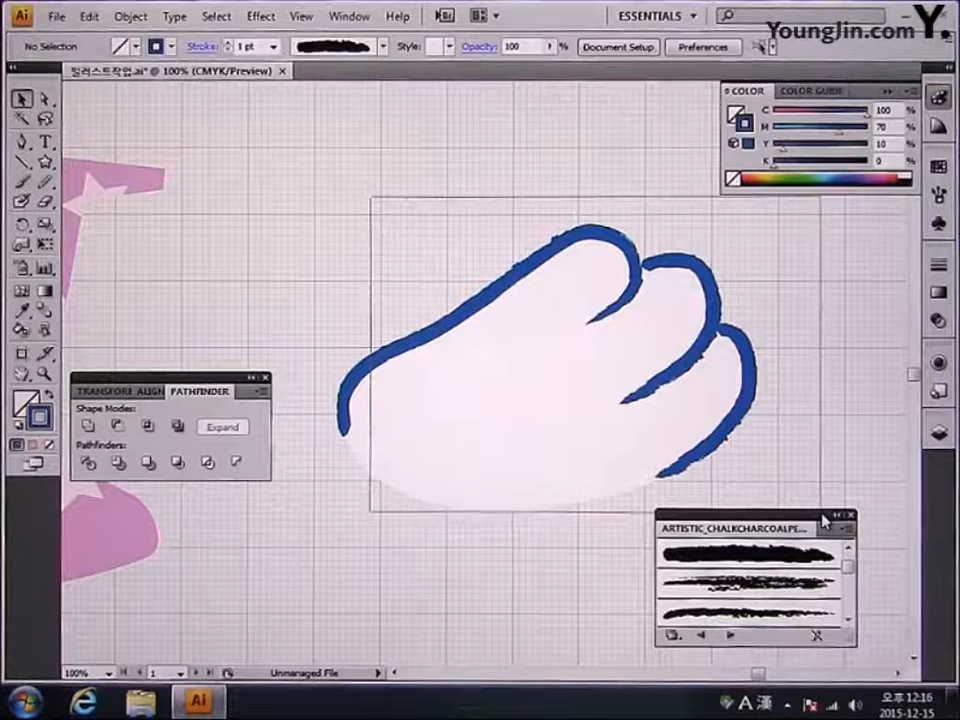 Ai File Edit Object Type Select Effect View Window Help Br ESSENTIALS
YoungJin.com Y.
No Selection Stroke: 1 pt Style: Opacity: 100 % Document Setup Preferences
일러스트작업.ai* @ 100% (CMYK/Preview)
COLOR COLOR GUIDE
C 100 %
M 70 %
Y 10 %
K 0 %
TRANSFORM ALIGN PATHFINDER
Shape Modes:
Expand
Pathfinders:
ARTISTIC_CHALKCHARCOALPE...
100% 1 Unmanaged File
Ai A 漢 오후 12:16
2015-12-15